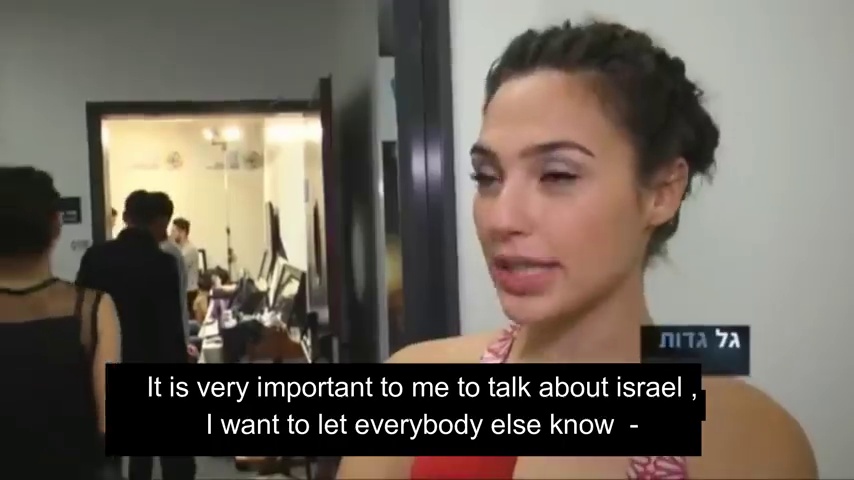 גל גדות
It is very important to me to talk about israel ,
I want to let everybody else know -